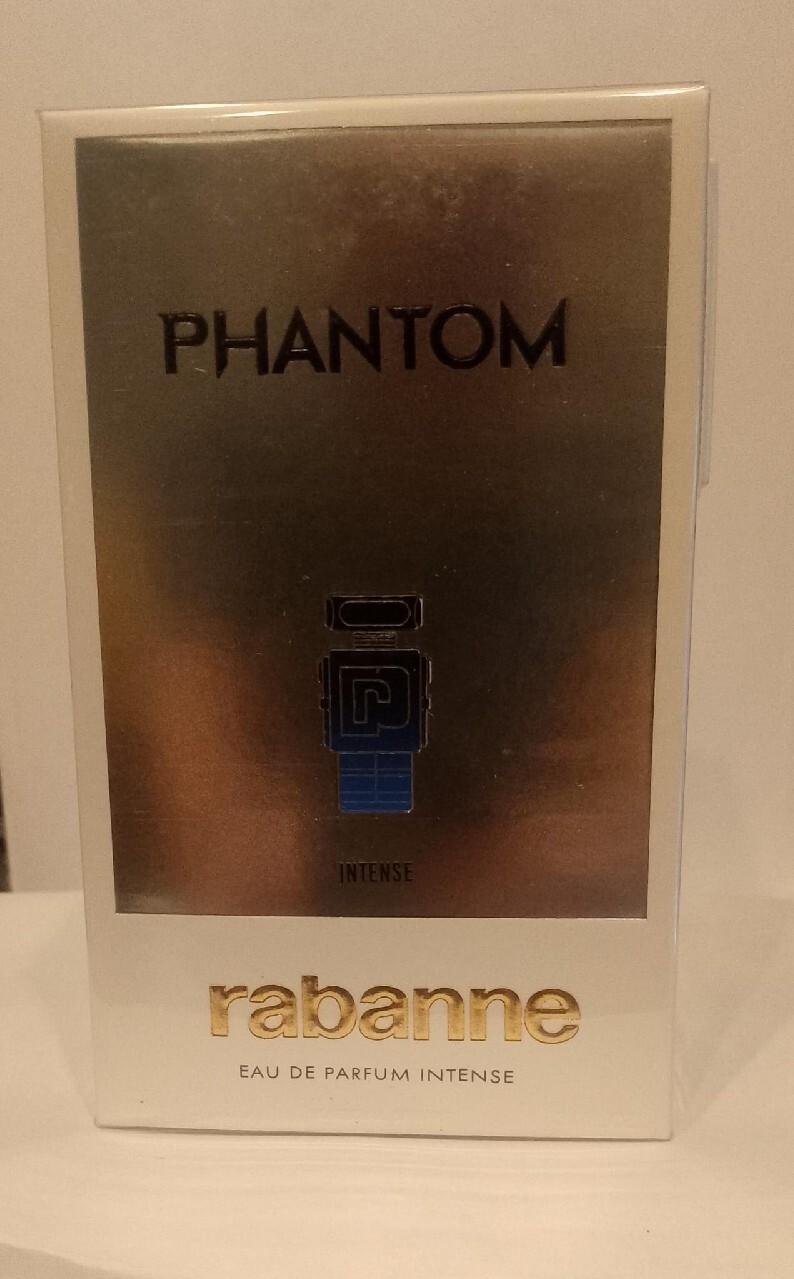 PHANTOM
INTENSE
rabanne
EAU DE PARFUM INTENSE